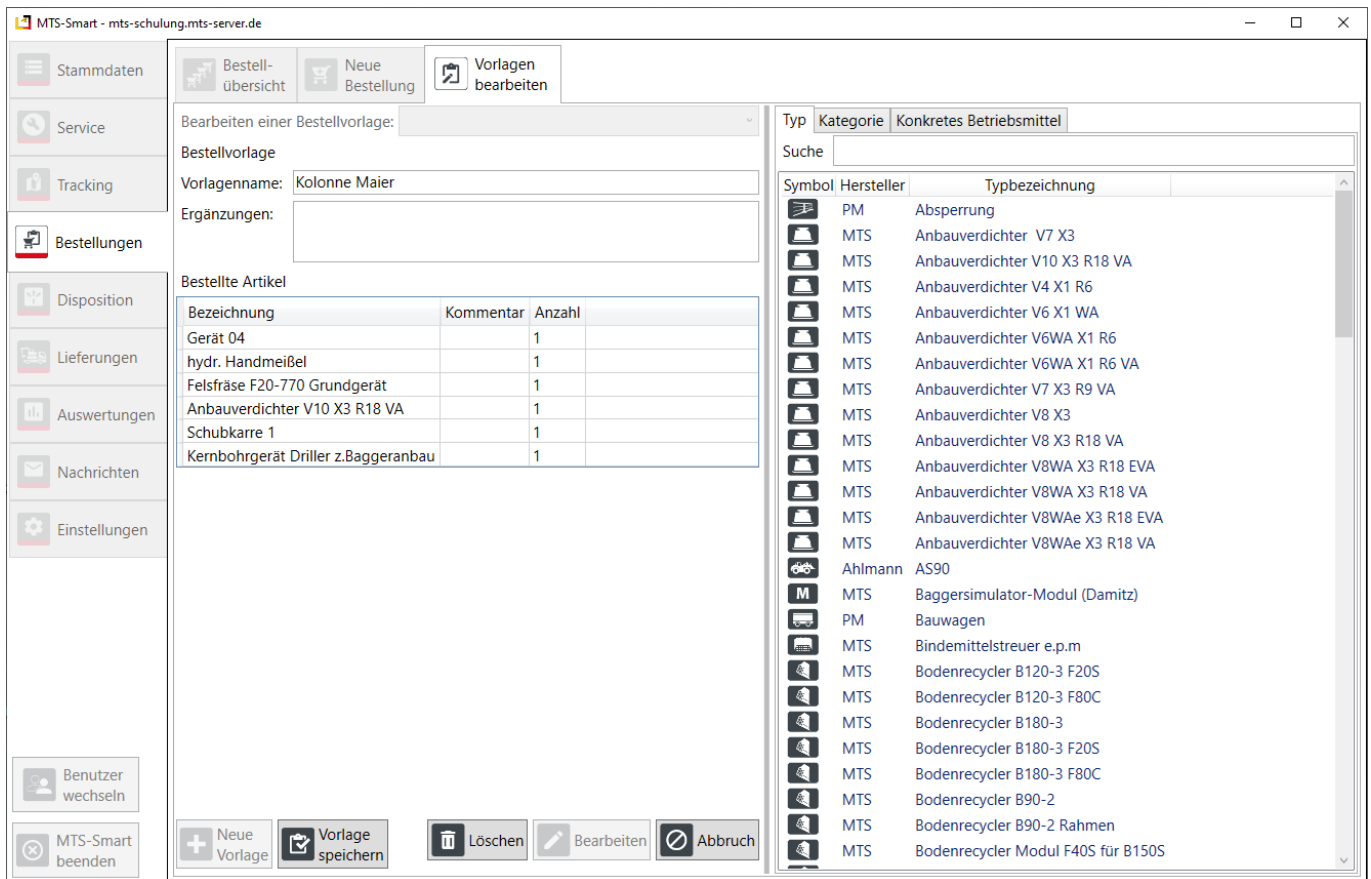 MTS-Smart - mts-schulung.mts-server.de
Stammdaten
Service
Tracking
Bestellungen
Disposition
Lieferungen
Auswertungen
Nachrichten
Einstellungen
Benutzer
wechseln
MTS-Smart
beenden
Bestell-
übersicht
Neue
Bestellung
Vorlagen
bearbeiten
Bearbeiten einer Bestellvorlage:
Bestellvorlage
Vorlagenname: Kolonne Maier
Ergänzungen:
Bestellte Artikel
Bezeichnung Kommentar Anzahl
Gerät 04 1
hydr. Handmeißel 1
Felsfräse F20-770 Grundgerät 1
Anbauverdichter V10 X3 R18 VA 1
Schubkarre 1 1
Kernbohrgerät Driller z.Baggeranbau 1
Neue
Vorlage
Vorlage
speichern
Löschen
Bearbeiten
Abbruch
Typ Kategorie Konkretes Betriebsmittel
Suche
Symbol Hersteller Typbezeichnung
PM Absperrung
MTS Anbauverdichter V7 X3
MTS Anbauverdichter V10 X3 R18 VA
MTS Anbauverdichter V4 X1 R6
MTS Anbauverdichter V6 X1 WA
MTS Anbauverdichter V6WA X1 R6
MTS Anbauverdichter V6WA X1 R6 VA
MTS Anbauverdichter V7 X3 R9 VA
MTS Anbauverdichter V8 X3
MTS Anbauverdichter V8 X3 R18 VA
MTS Anbauverdichter V8WA X3 R18 EVA
MTS Anbauverdichter V8WA X3 R18 VA
MTS Anbauverdichter V8WAe X3 R18 EVA
MTS Anbauverdichter V8WAe X3 R18 VA
Ahlmann AS90
M MTS Baggersimulator-Modul (Damitz)
PM Bauwagen
MTS Bindemittelstreuer e.p.m
MTS Bodenrecycler B120-3 F20S
MTS Bodenrecycler B120-3 F80C
MTS Bodenrecycler B180-3
MTS Bodenrecycler B180-3 F20S
MTS Bodenrecycler B180-3 F80C
MTS Bodenrecycler B90-2
MTS Bodenrecycler B90-2 Rahmen
MTS Bodenrecycler Modul F40S für B150S